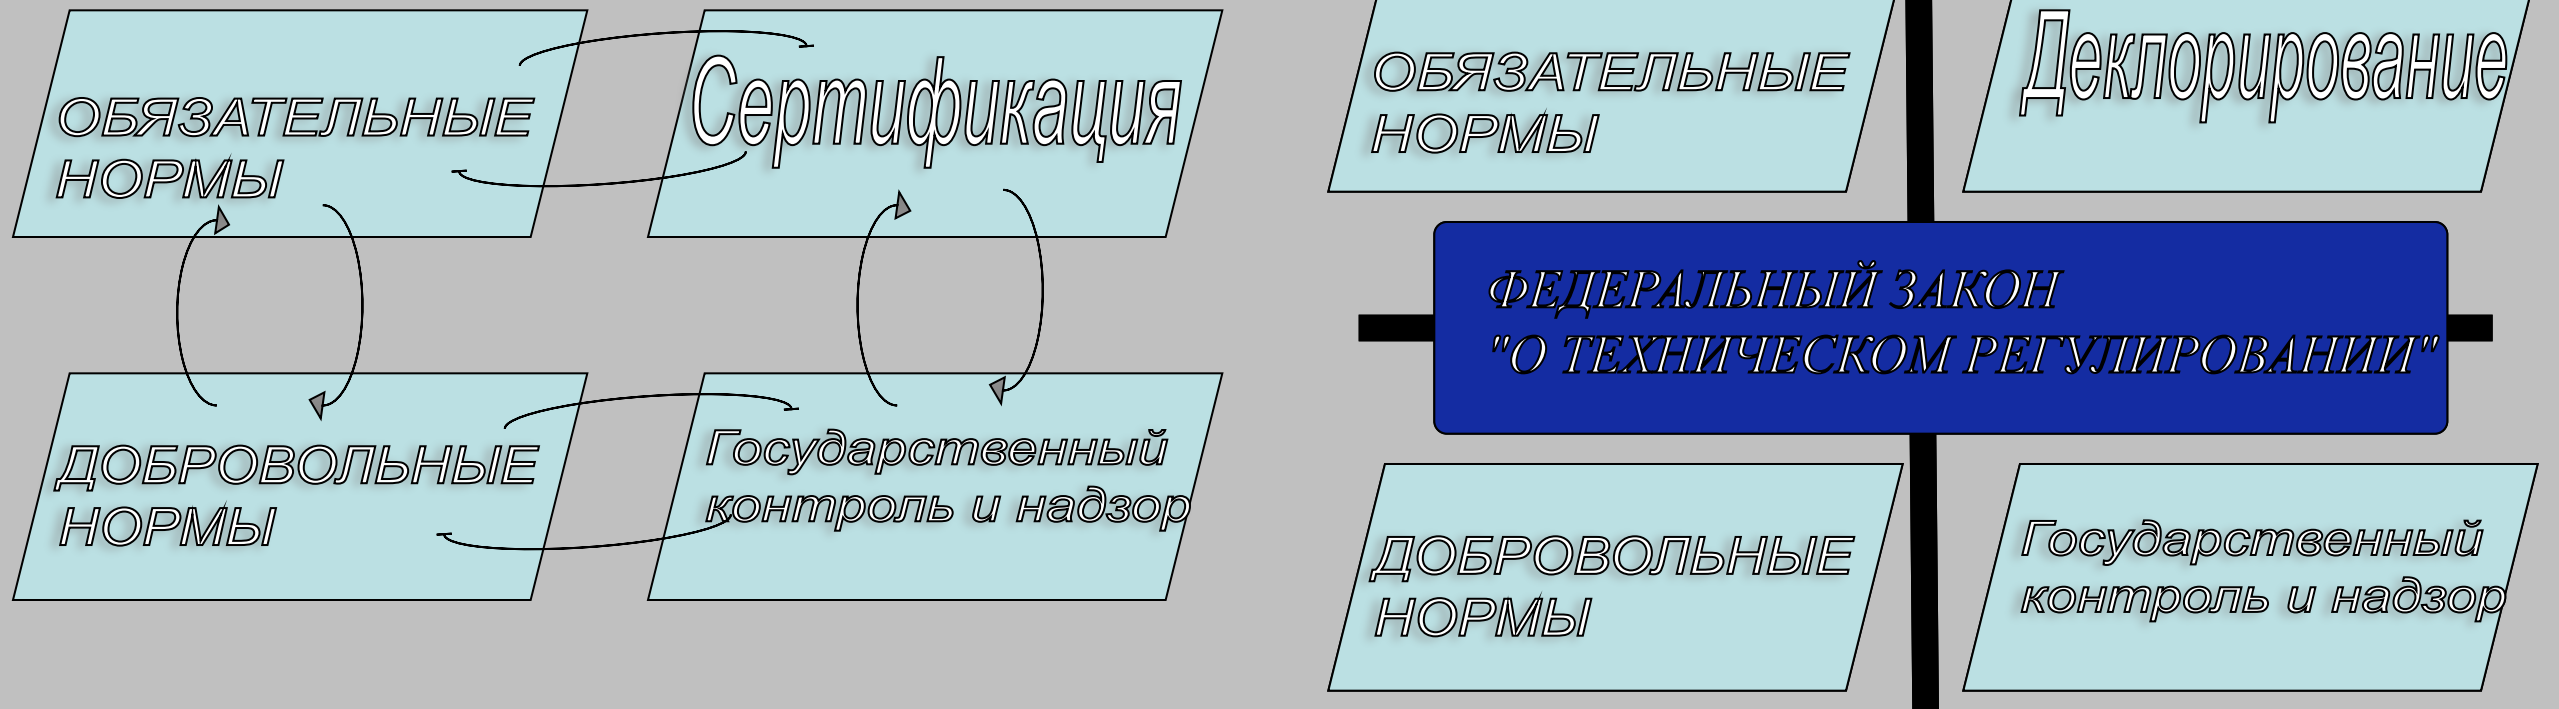 ОБЯЗАТЕЛЬНЫЕ
НОРМЫ
Сертификация
ДОБРОВОЛЬНЫЕ
НОРМЫ
Государственный
контроль и надзор
ОБЯЗАТЕЛЬНЫЕ
НОРМЫ
Деклорирование
ФЕДЕРАЛЬНЫЙ ЗАКОН
"О ТЕХНИЧЕСКОМ РЕГУЛИРОВАНИИ"
ДОБРОВОЛЬНЫЕ
НОРМЫ
Государственный
контроль и надзор